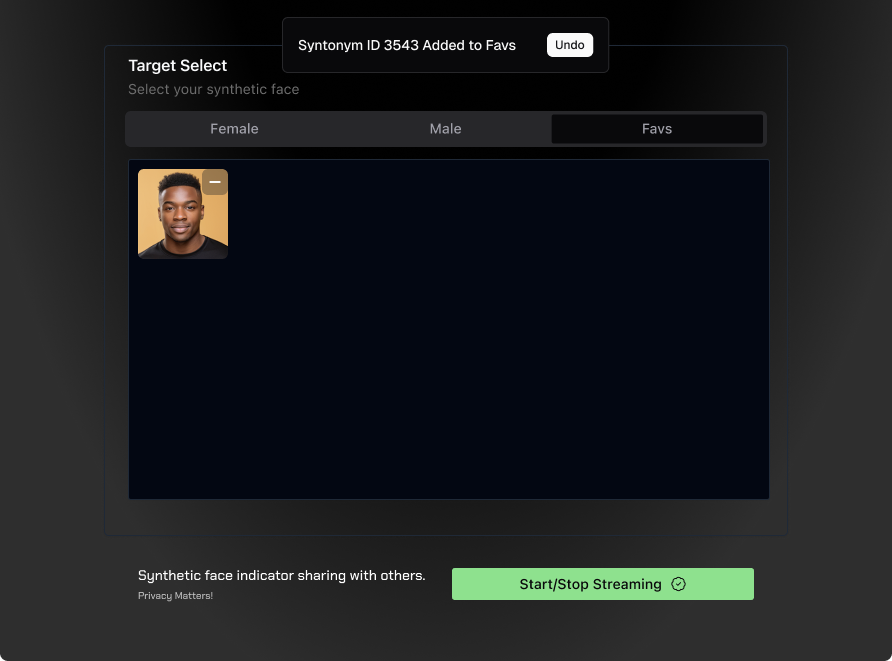 Syntonym ID 3543 Added to Favs
Undo
Target Select
Select your synthetic face
Female
Male
Favs
Synthetic face indicator sharing with others.
Start/Stop Streaming
Privacy Matters!